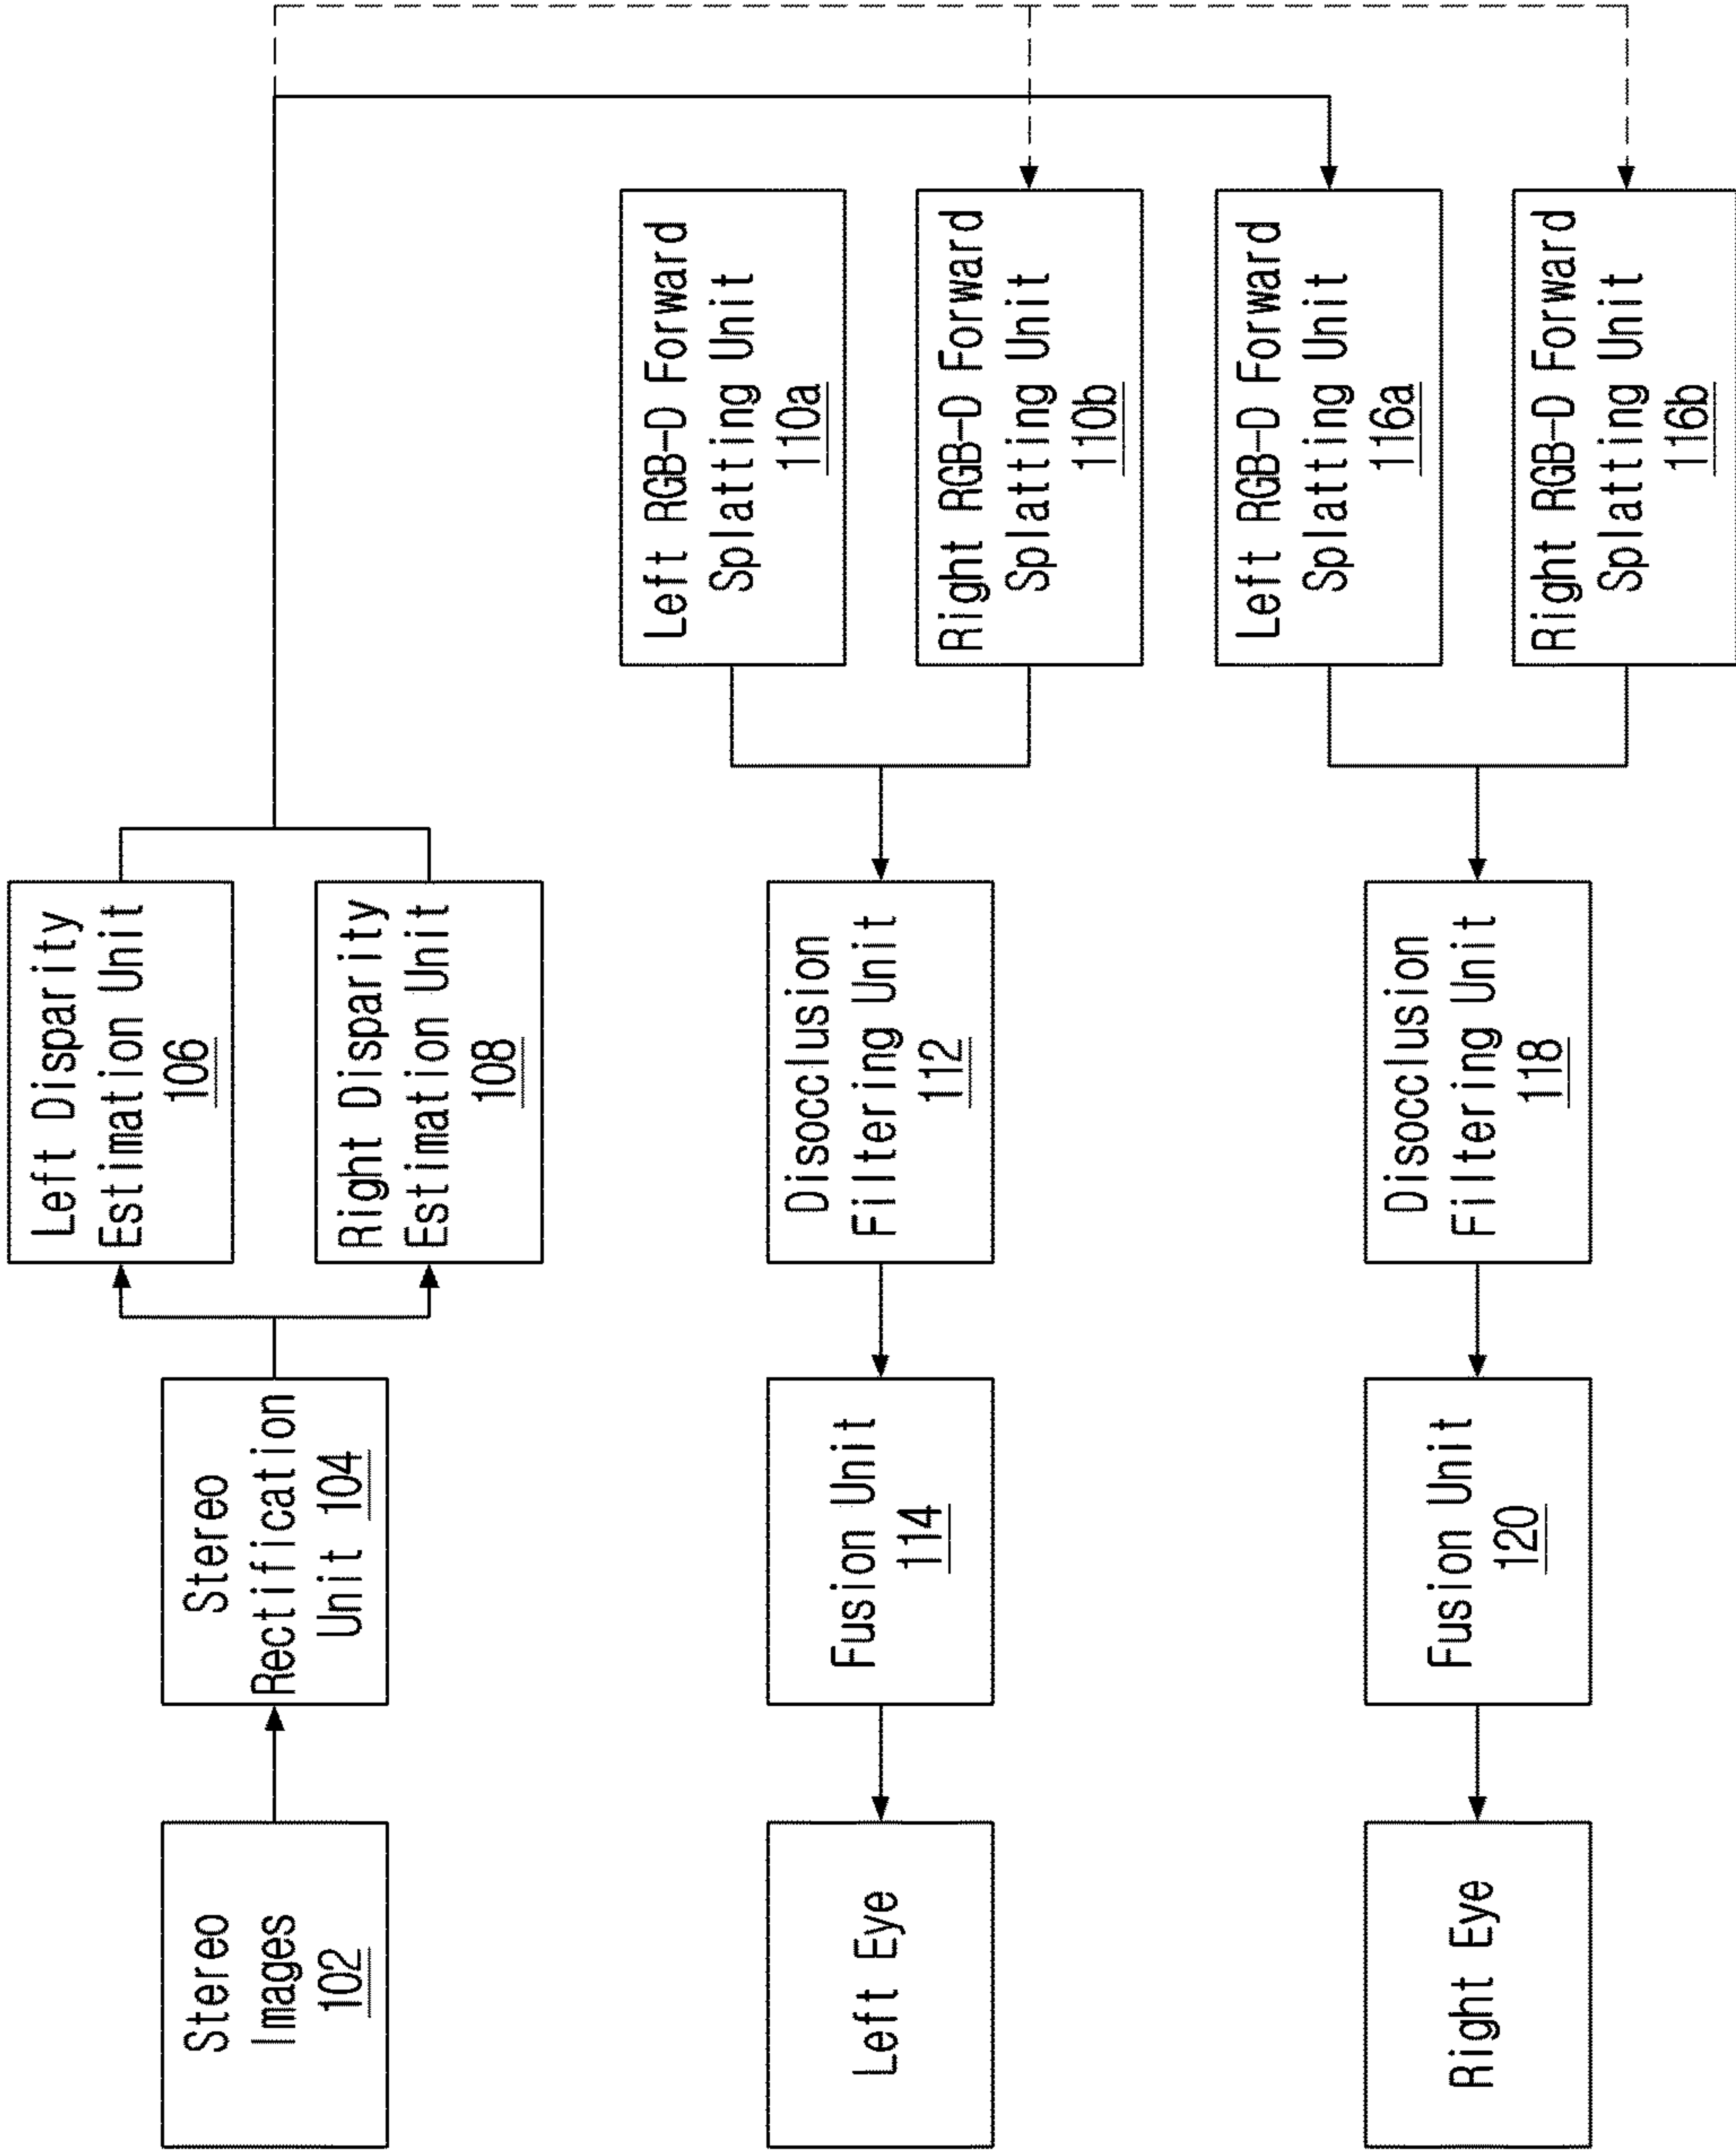 Stereo
Images
102
Stereo
Rectification
Unit 104
Left Disparity
Estimation Unit
106
Right Disparity
Estimation Unit
108
Left RGB-D Forward
Splatting Unit
110a
Right RGB-D Forward
Splatting Unit
110b
Disocclusion
Filtering Unit
112
Fusion Unit
114
Left Eye
Left RGB-D Forward
Splatting Unit
116a
Right RGB-D Forward
Splatting Unit
116b
Disocclusion
Filtering Unit
118
Fusion Unit
120
Right Eye